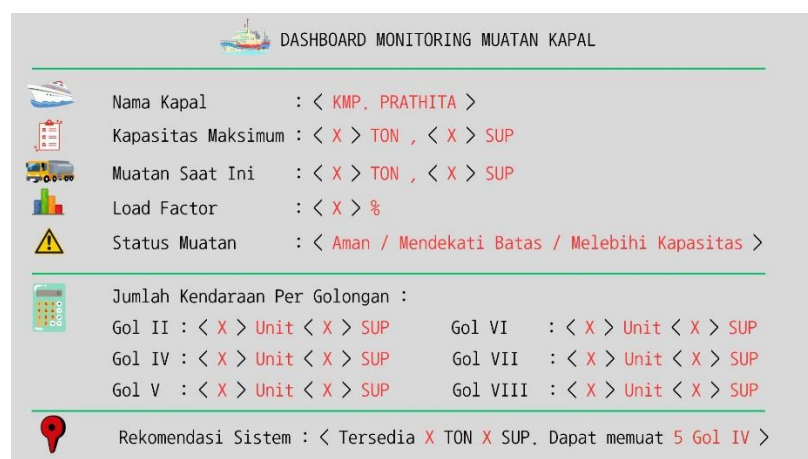 DASHBOARD MONITORING MUATAN KAPAL
Nama Kapal : < KMP. PRATHITA >
Kapasitas Maksimum : < X > TON , < X > SUP
Muatan Saat Ini : < X > TON , < X > SUP
Load Factor : < X > %
Status Muatan : < Aman / Mendekati Batas / Melebihi Kapasitas >
Jumlah Kendaraan Per Golongan :
Gol II : < X > Unit < X > SUP Gol VI : < X > Unit < X > SUP
Gol IV : < X > Unit < X > SUP Gol VII : < X > Unit < X > SUP
Gol V : < X > Unit < X > SUP Gol VIII : < X > Unit < X > SUP
Rekomendasi Sistem : < Tersedia X TON X SUP. Dapat memuat 5 Gol IV >